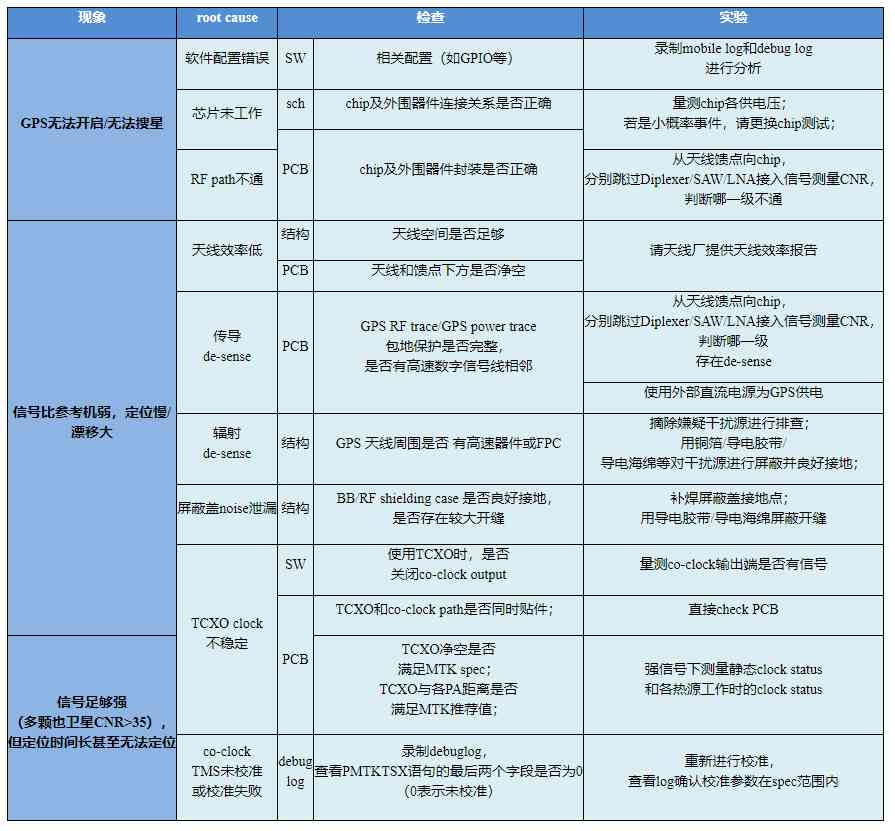 现象
root cause
检查
实验
GPS无法开启/无法搜星
软件配置错误
SW
相关配置（如GPIO等）
录制mobile log和debug log
进行分析
芯片未工作
sch
chip及外围器件连接关系是否正确
量测chip各供电压；
若是小概率事件，请更换chip测试；
RF path不通
PCB
chip及外围器件封装是否正确
从天线馈点向chip，
分别跳过Diplexer/SAW/LNA接入信号测量CNR，
判断哪一级不通
信号比参考机弱，定位慢/
漂移大
天线效率低
结构
天线空间是否足够
请天线厂提供天线效率报告
PCB
天线和馈点下方是否净空
传导
de-sense
PCB
GPS RF trace/GPS power trace
包地保护是否完整，
是否有高速数字信号线相邻
从天线馈点向chip，
分别跳过Diplexer/SAW/LNA接入信号测量CNR，
判断哪一级
存在de-sense
使用外部直流电源为GPS供电
辐射
de-sense
结构
GPS 天线周围是否 有高速器件或FPC
摘除嫌疑干扰源进行排查；
用铜箔/导电胶带/
导电海绵等对干扰源进行屏蔽并良好接地；
屏蔽盖noise泄漏
结构
BB/RF shielding case 是否良好接地，
是否存在较大开缝
补焊屏蔽盖接地点；
用导电胶带/导电海绵屏蔽开缝
TCXO clock
不稳定
SW
使用TCXO时，是否
关闭co-clock output
量测co-clock输出端是否有信号
PCB
TCXO和co-clock path是否同时贴件；
直接check PCB
信号足够强
（多颗也卫星CNR>35），
但定位时间长甚至无法定位
TCXO净空是否
满足MTK spec；
TCXO与各PA距离是否
满足MTK推荐值；
强信号下测量静态clock status
和各热源工作时的clock status
co-clock
TMS未校准
或校准失败
debug
log
录制debuglog，
查看PMTKTSX语句的最后两个字段是否为0
（0表示未校准）
重新进行校准，
查看log确认校准参数在spec范围内